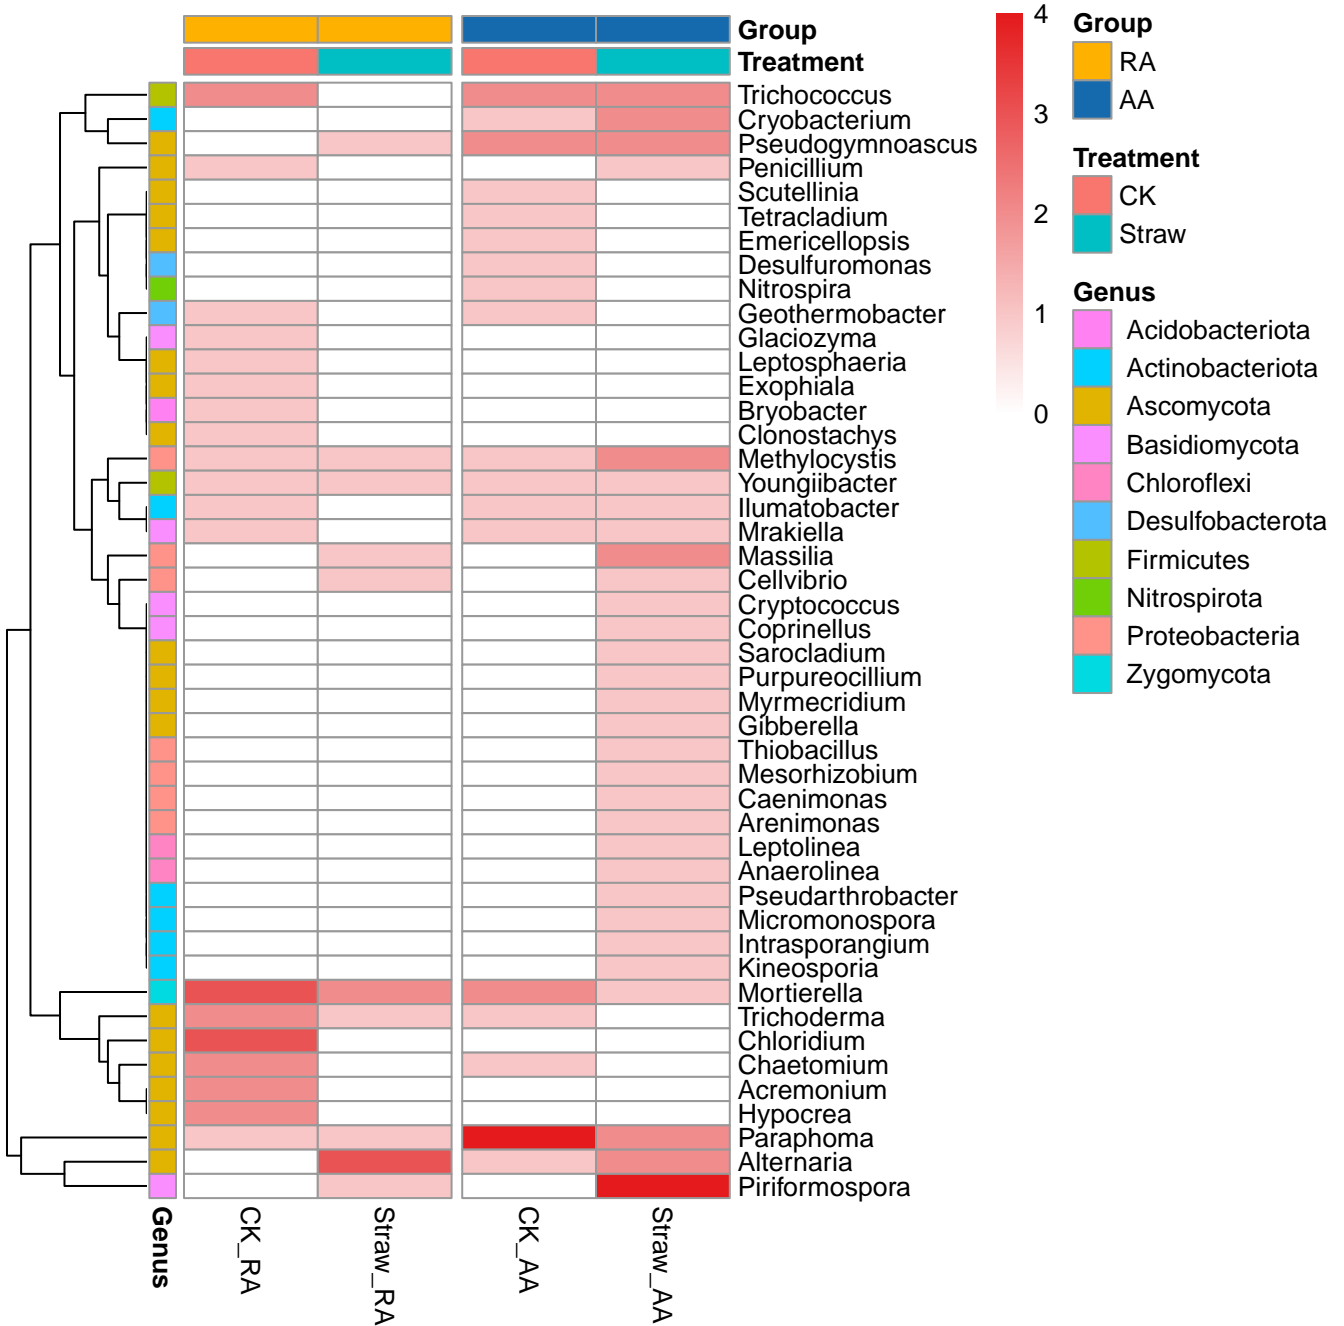 Group
Treatment
Trichococcus
Cryobacterium
Pseudogymnoascus
Penicillium
Scutellinia
Tetracladium
Emericellopsis
Desulfuromonas
Nitrospira
Geothermobacter
Glaciozyma
Leptosphaeria
Exophiala
Bryobacter
Clonostachys
Methylocystis
Youngiibacter
Ilumatobacter
Mrakiella
Massilia
Cellvibrio
Cryptococcus
Coprinellus
Sarocladium
Purpureocillium
Myrmecridium
Gibberella
Thiobacillus
Mesorhizobium
Caenimonas
Arenimonas
Leptolinea
Anaerolinea
Pseudarthrobacter
Micromonospora
Intrasporangium
Kineosporia
Mortierella
Trichoderma
Chloridium
Chaetomium
Acremonium
Hypocrea
Paraphoma
Alternaria
Piriformospora
Genus
CK_RA
Straw_RA
CK_AA
Straw_AA
4
3
2
1
0
Group
RA
AA
Treatment
CK
Straw
Genus
Acidobacteriota
Actinobacteriota
Ascomycota
Basidiomycota
Chloroflexi
Desulfobacterota
Firmicutes
Nitrospirota
Proteobacteria
Zygomycota